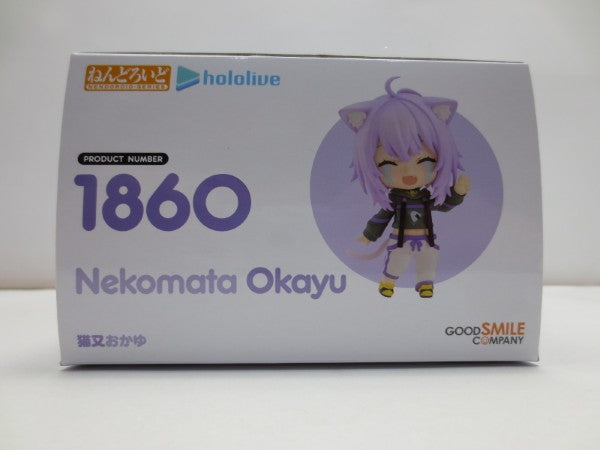 ねんどろいど
NENDOROID SERIES
hololive
PRODUCT NUMBER
1860
Nekomata Okayu
猫又おかゆ
GOOD SMILE
COMPANY